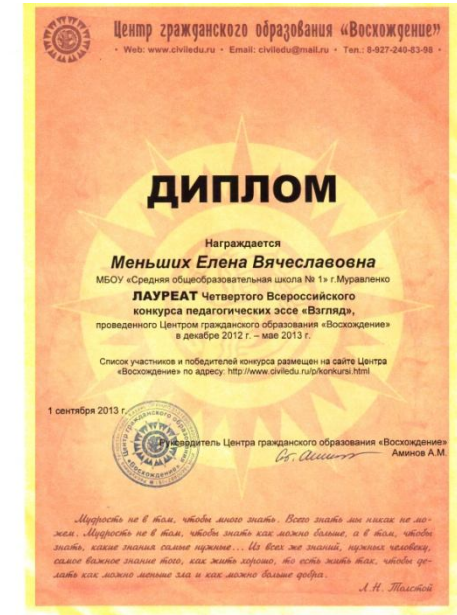 Центр гражданского образования «Восхождение»
• Web: www.civiledu.ru • Email: civiledu@mail.ru • Тел.: 8-927-240-83-98 •
ДИПЛОМ
Награждается
Меньших Елена Вячеславовна
МБОУ «Средняя общеобразовательная школа № 1» г.Муравленко
ЛАУРЕАТ Четвертого Всероссийского
конкурса педагогических эссе «Взгляд»,
проведенного Центром гражданского образования «Восхождение»
в декабре 2012 г. – мае 2013 г.
Список участников и победителей конкурса размещен на сайте Центра
«Восхождение» по адресу: http://www.civiledu.ru/p/konkursi.html
1 сентября 2013 г.
Руководитель Центра гражданского образования «Восхождение»
Аминов А.М.
Центр гражданского образования
«Восхождение»
Мудрость не в том, чтобы много знать. Всего знать мы никак не мо-
жем. Мудрость не в том, чтобы знать как можно больше, а в том, чтобы
знать, какие знания самые нужные... Из всех же знаний, нужных человеку,
самое важное знание того, как жить хорошо, то есть жить так, чтобы де-
лать как можно меньше зла и как можно больше добра.
Л.Н. Толстой